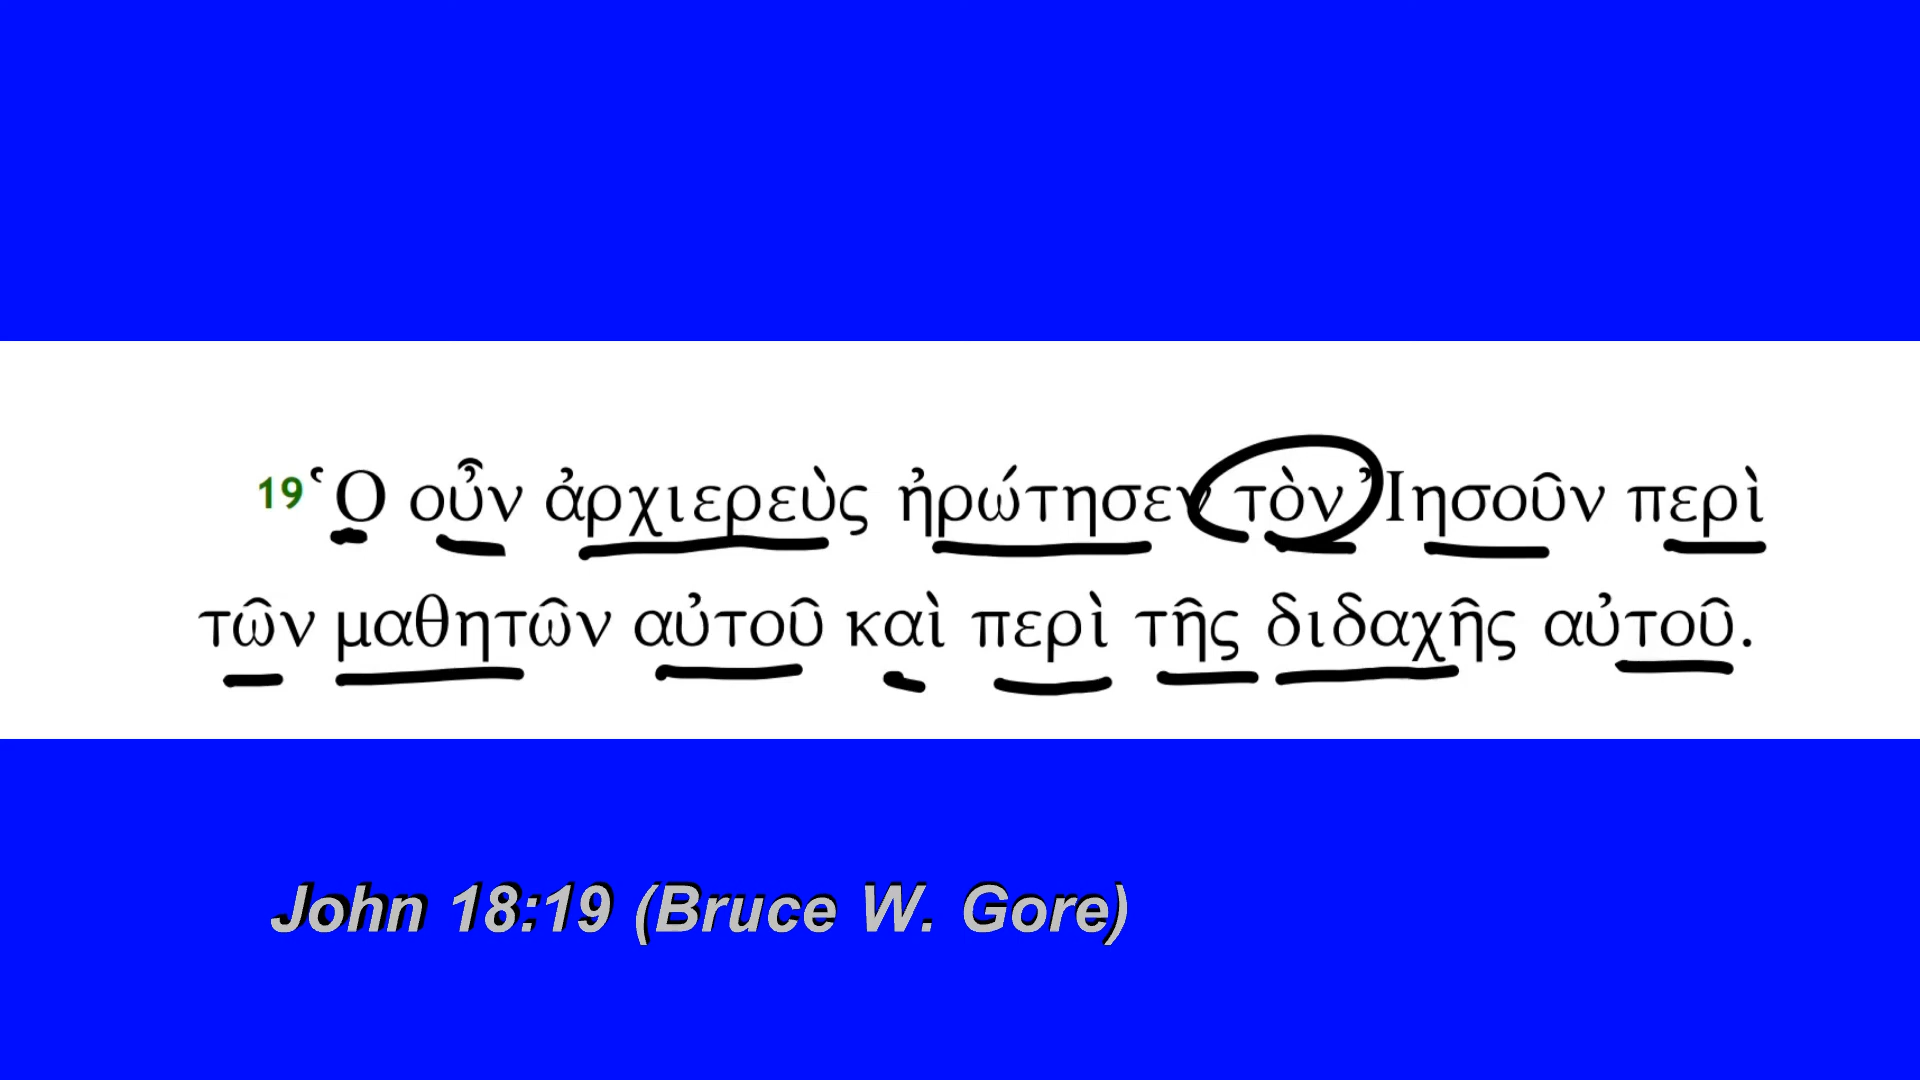 19 Ὁ οὖν ἀρχιερεὺς ἠρώτησεν τὸν Ἰησοῦν περὶ
τῶν μαθητῶν αὐτοῦ καὶ περὶ τῆς διδαχῆς αὐτοῦ.
John 18:19 (Bruce W. Gore)